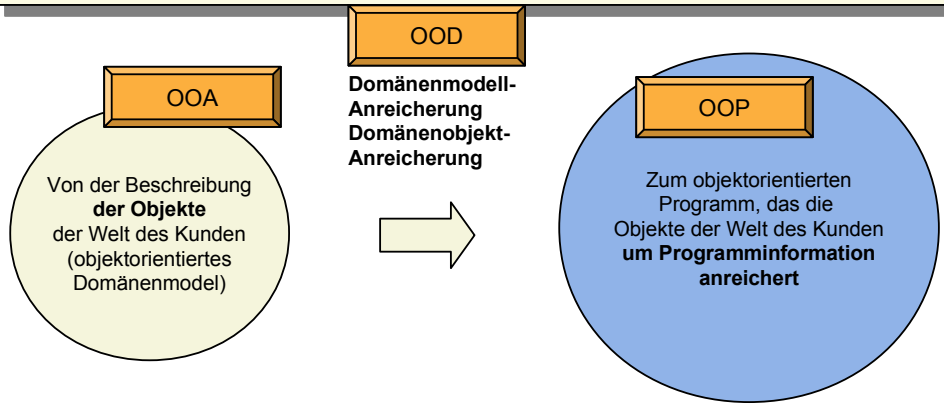 OOD
Domänenmodell-
Anreicherung
Domänenobjekt-
Anreicherung
OOA
Von der Beschreibung
der Objekte
der Welt des Kunden
(objektorientiertes
Domänenmodel)
OOP
Zum objektorientierten
Programm, das die
Objekte der Welt des Kunden
um Programminformation
anreichert